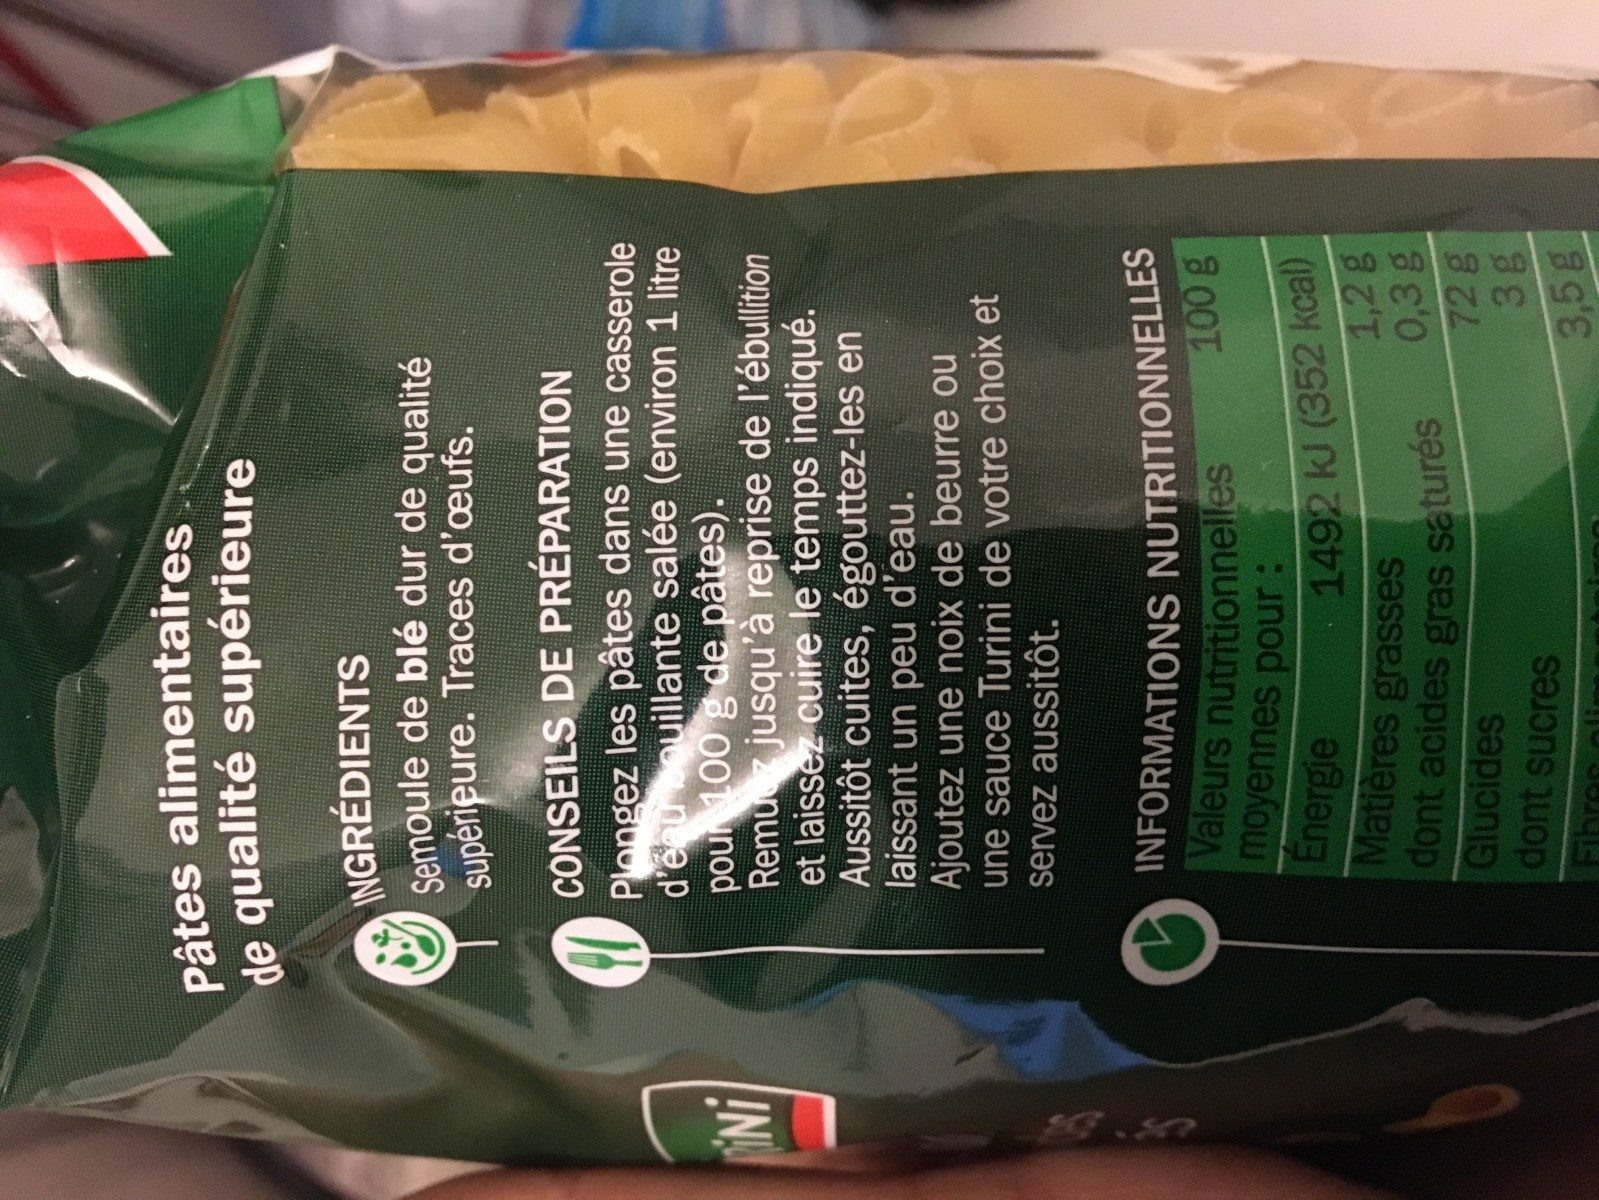 Pâtes alimentaires
de qualité supérieure
INGRÉDIENTS
Semoule de blé dur de qualité
supérieure. Traces d'œufs.
CONSEILS DE PRÉPARATION
Plongez les pâtes dans une casserole
d'eau bouillante salée (environ 1 litre
pour 100 g de pâtes).
Remuez jusqu'à reprise de l'ébullition
et laissez cuire le temps indiqué.
Aussitôt cuites, égouttez-les en
laissant un peu d'eau.
Ajoutez une noix de beurre ou
une sauce Turini de votre choix et
servez aussitôt.
INFORMATIONS NUTRITIONNELLES
Valeurs nutritionnelles
moyennes pour : 100 g
Énergie 1492 kJ (352 kcal)
Matières grasses 1,2 g
dont acides gras saturés 0,3 g
Glucides 72 g
dont sucres 3 g
Fibres alimentaires 3,5 g